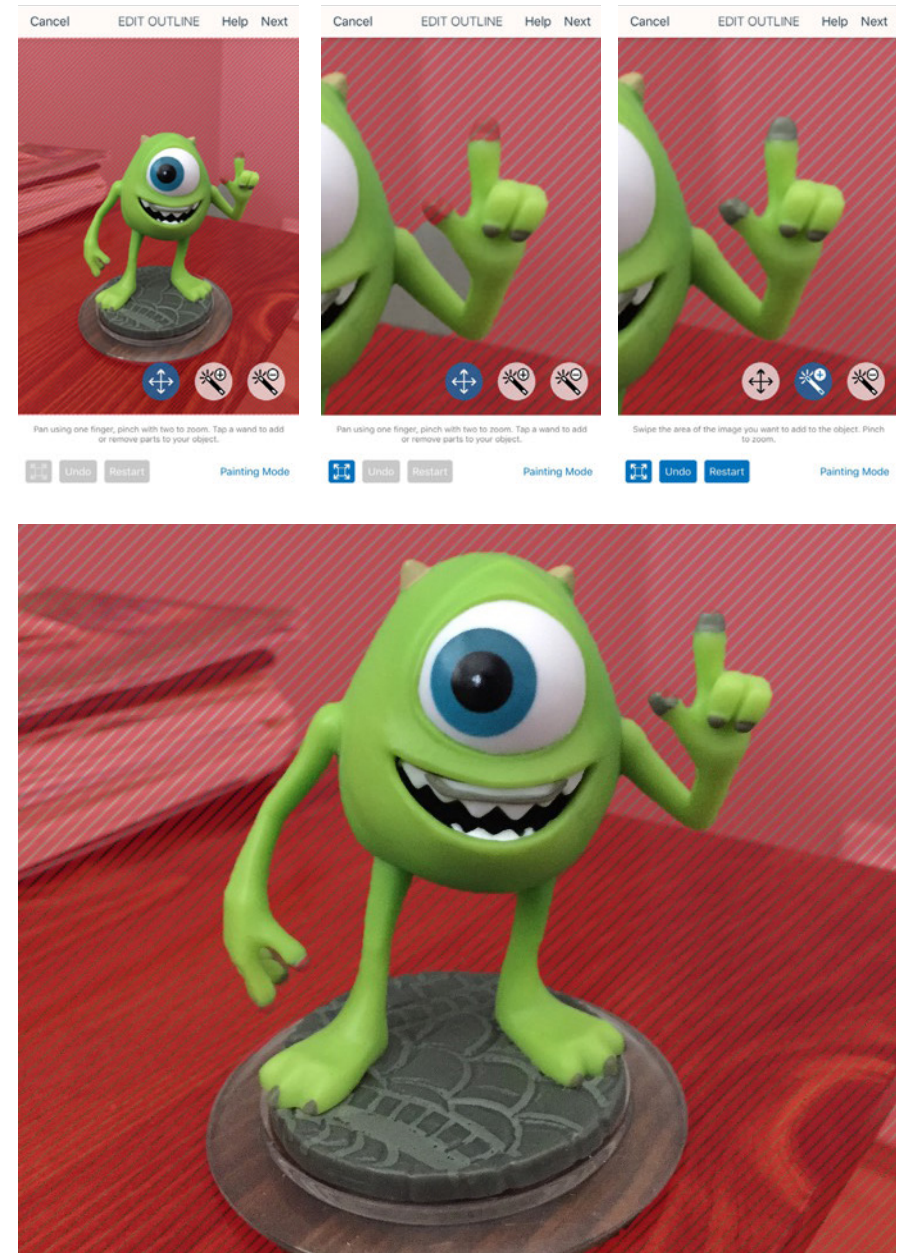 Cancel EDIT OUTLINE Help Next
Pan using one finger, pinch with two to zoom. Tap a wand to add
or remove parts to your object.
Undo Restart Painting Mode
Cancel EDIT OUTLINE Help Next
Pan using one finger, pinch with two to zoom. Tap a wand to add
or remove parts to your object.
Undo Restart Painting Mode
Cancel EDIT OUTLINE Help Next
Swipe the area of the image you want to add to the object. Pinch
to zoom.
Undo Restart Painting Mode